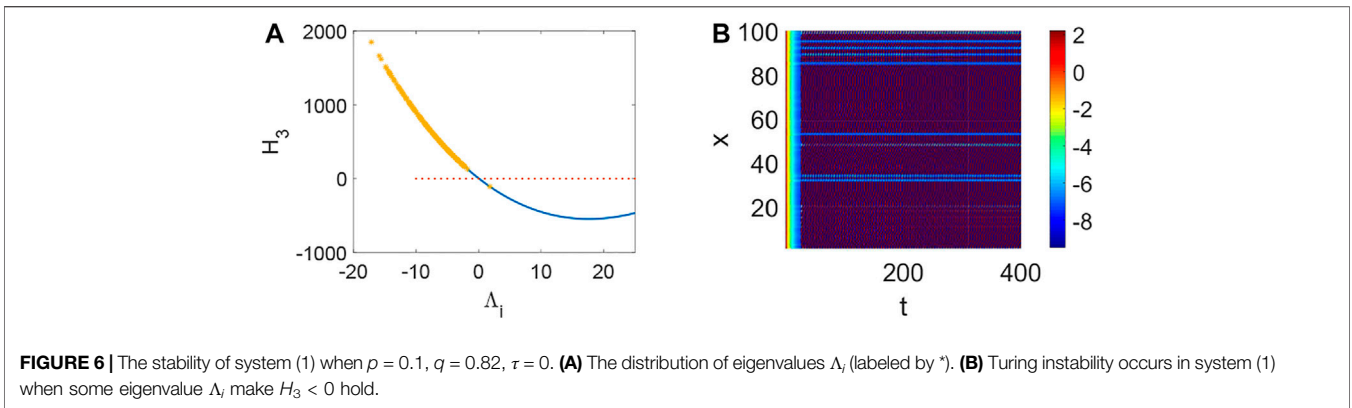 A
2000
1000
0
-1000
H3
-20
-10
0
10
20
Λi
B
100
80
60
40
20
x
200
400
t
2
0
-2
-4
-6
-8
FIGURE 6 | The stability of system (1) when p = 0.1, q = 0.82, τ = 0. (A) The distribution of eigenvalues Λi (labeled by *). (B) Turing instability occurs in system (1)
when some eigenvalue Λi make H3 < 0 hold.